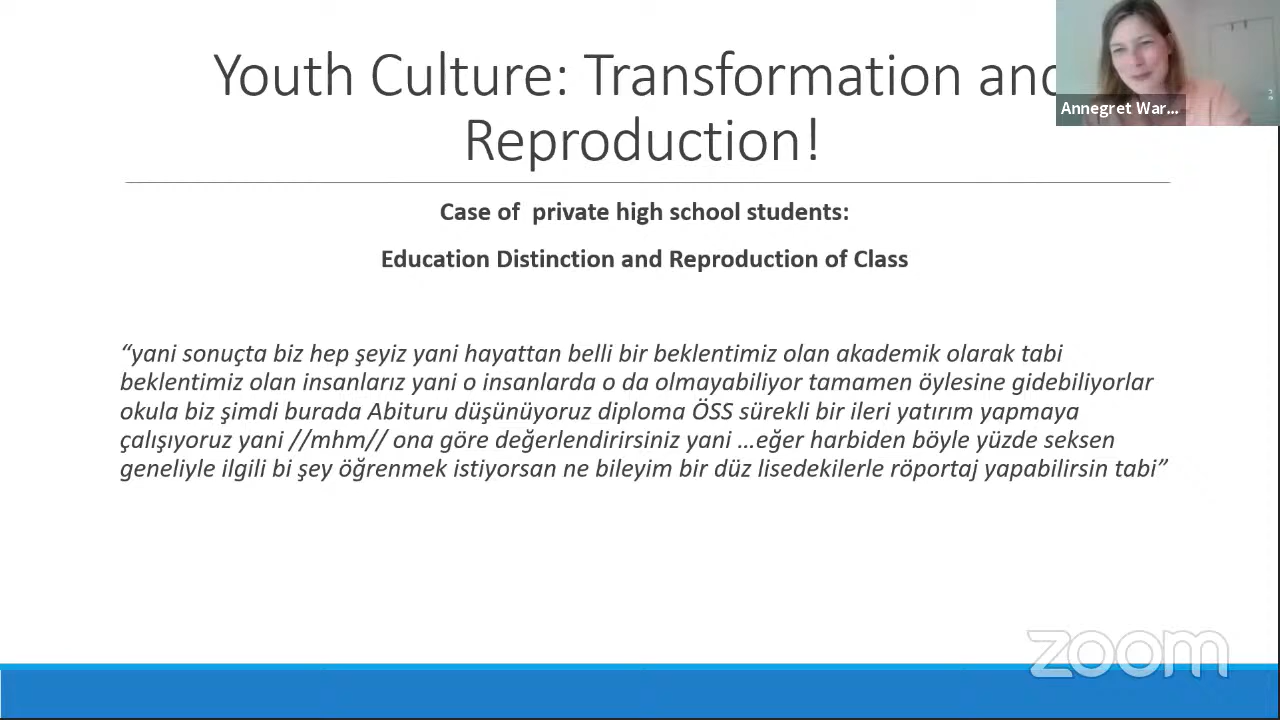 Youth Culture: Transformation and
Reproduction!
Annegret War...
Case of private high school students:
Education Distinction and Reproduction of Class
“yani sonuçta biz hep şeyiz yani hayattan belli bir beklentimiz olan akademik olarak tabi
beklentimiz olan insanlarız yani o insanlarda o da olmayabiliyor tamamen öylesine gidebiliyorlar
okula biz şimdi burada Abituru düşünüyoruz diploma ÖSS sürekli bir ileri yatırım yapmaya
çalışıyoruz yani //mhm// ona göre değerlendirirsiniz yani …eğer harbiden böyle yüzde seksen
geneliyle ilgili bi şey öğrenmek istiyorsan ne bileyim bir düz lisedekilerle röportaj yapabilirsin tabi”
zoom